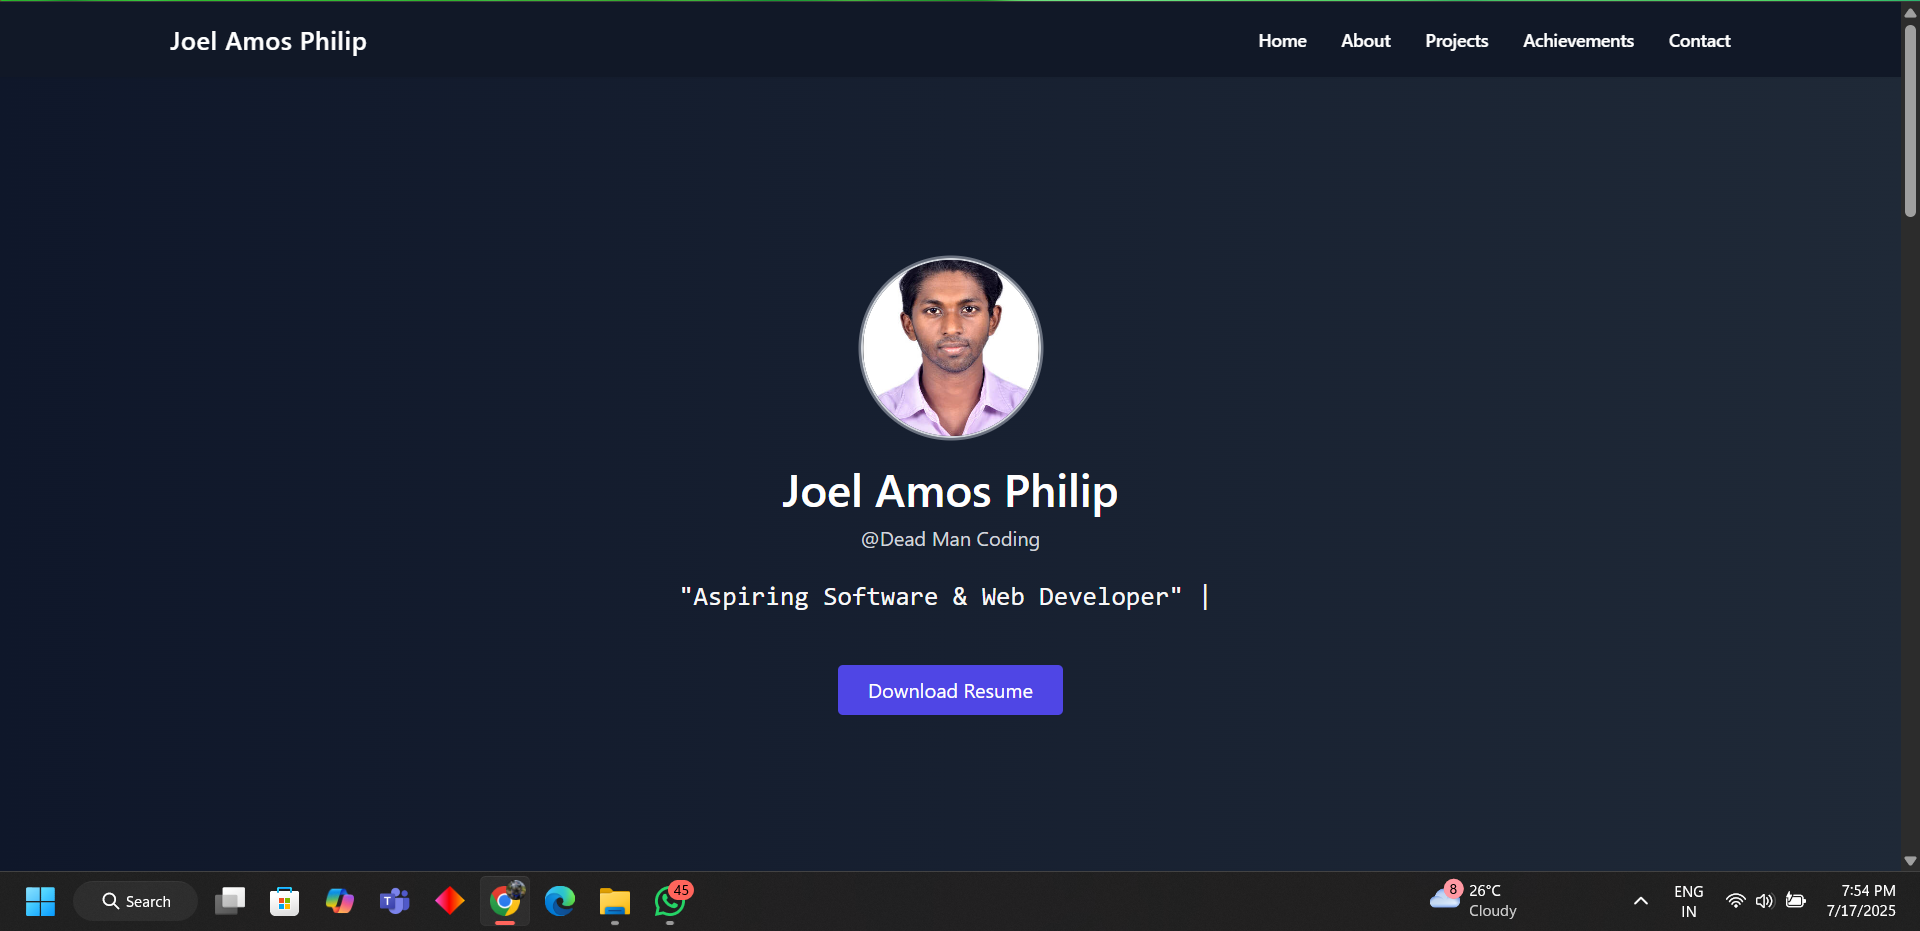 Joel Amos Philip
Home About Projects Achievements Contact
Joel Amos Philip
@Dead Man Coding
"Aspiring Software & Web Developer" |
Download Resume
Search
T
45
8
26°C
Cloudy
ENG
IN
7:54 PM
7/17/2025